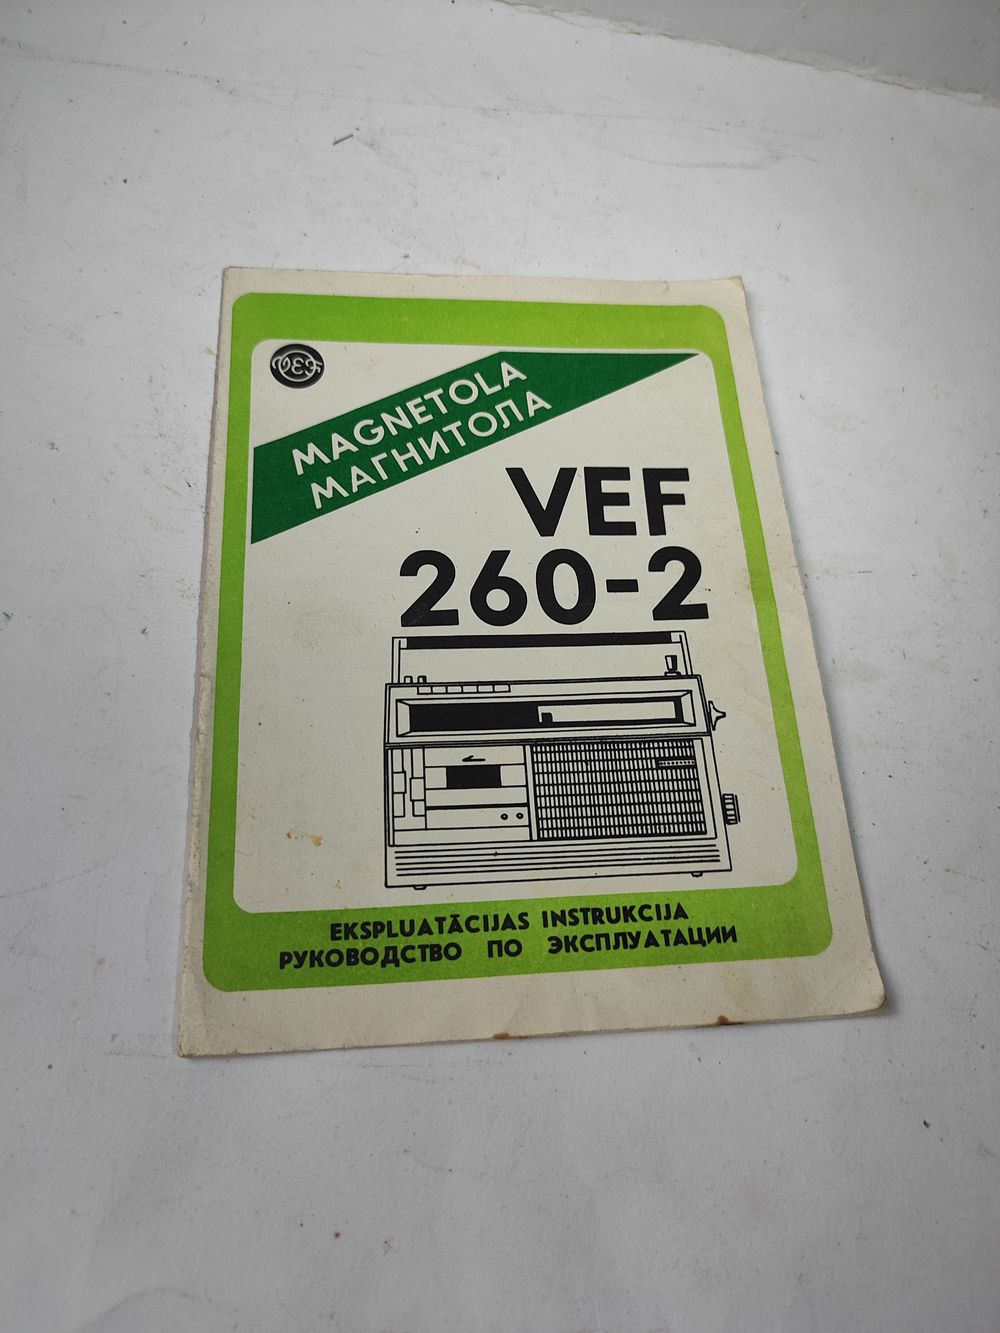 VEF
MAGNETOLA
МАГНИТОЛА
VEF
260-2
EKSPLUATĀCIJAS INSTRUKCIJA
РУКОВОДСТВО ПО ЭКСПЛУАТАЦИИ